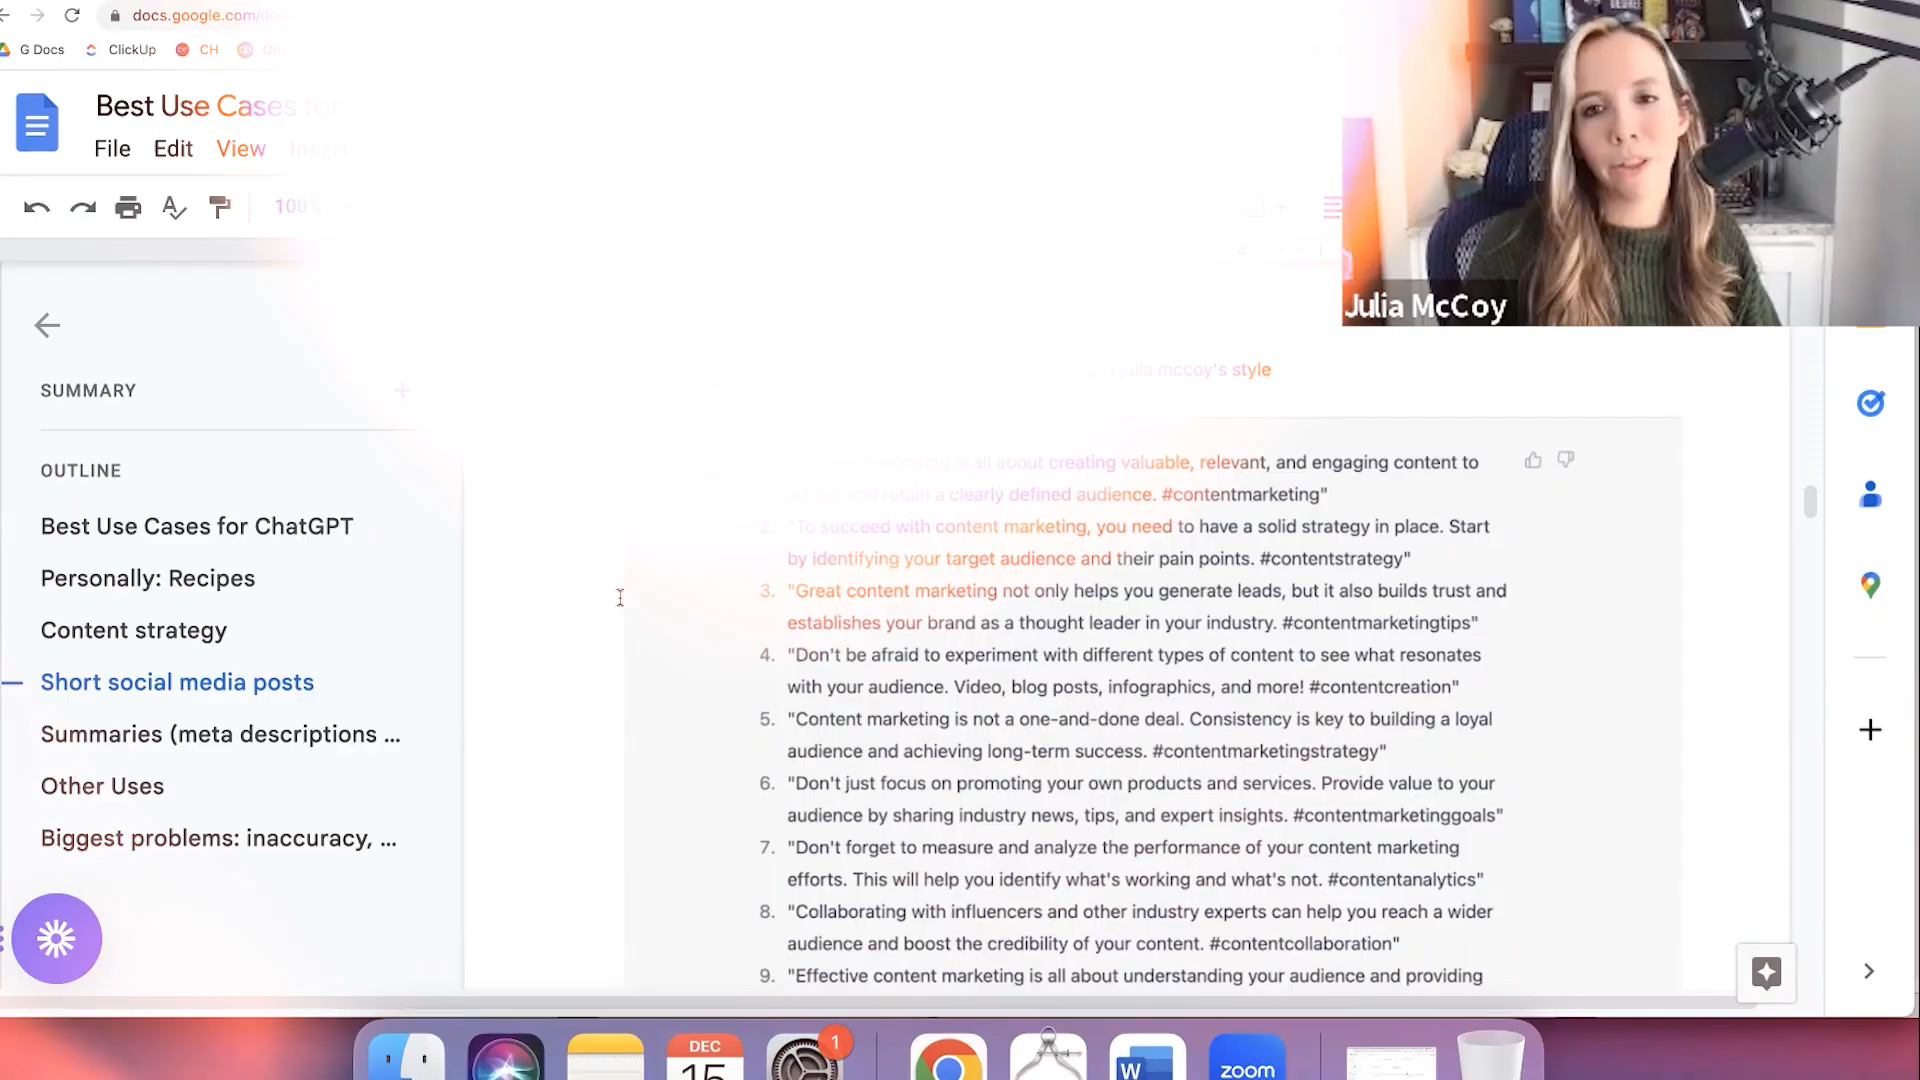 docs.google.com/do
G Docs
ClickUp
CH
Best Use Cases for
File Edit View Insert
100%
Julia McCoy
SUMMARY
OUTLINE
Best Use Cases for ChatGPT
Personally: Recipes
Content strategy
Short social media posts
Summaries (meta descriptions ...
Other Uses
Biggest problems: inaccuracy, ...
julia mccoy's style
is all about creating valuable, relevant, and engaging content to
and retain a clearly defined audience. #contentmarketing"
2. "To succeed with content marketing, you need to have a solid strategy in place. Start
by identifying your target audience and their pain points. #contentstrategy"
3. "Great content marketing not only helps you generate leads, but it also builds trust and
establishes your brand as a thought leader in your industry. #contentmarketingtips"
4. "Don't be afraid to experiment with different types of content to see what resonates
with your audience. Video, blog posts, infographics, and more! #contentcreation"
5. "Content marketing is not a one-and-done deal. Consistency is key to building a loyal
audience and achieving long-term success. #contentmarketingstrategy"
6. "Don't just focus on promoting your own products and services. Provide value to your
audience by sharing industry news, tips, and expert insights. #contentmarketinggoals"
7. "Don't forget to measure and analyze the performance of your content marketing
efforts. This will help you identify what's working and what's not. #contentanalytics"
8. "Collaborating with influencers and other industry experts can help you reach a wider
audience and boost the credibility of your content. #contentcollaboration"
9. "Effective content marketing is all about understanding your audience and providing
DEC
15
1
W
zoom